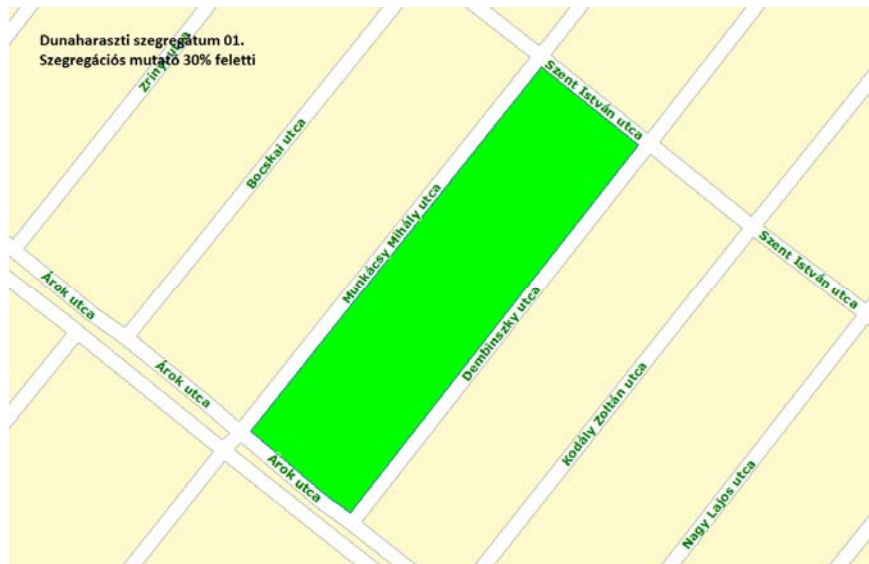 Dunaharaszti szegregátum 01.
Szegregációs mutató 30% feletti
Zrínyi utca
Bocskai utca
Szent István utca
Munkácsy Mihály utca
Szent István utca
Árok utca
Dembinszky utca
Árok utca
Kodály Zoltán utca
Árok utca
Nagy Lajos utca